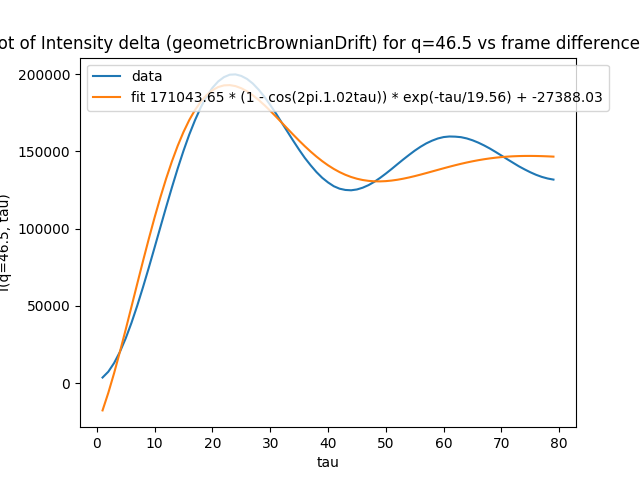 ot of Intensity delta (geometricBrownianDrift) for q=46.5 vs frame difference
200000
150000
100000
50000
0
I(q=46.5, tau)
data
fit 171043.65 * (1 - cos(2pi.1.02tau)) * exp(-tau/19.56) + -27388.03
0 10 20 30 40 50 60 70 80
tau